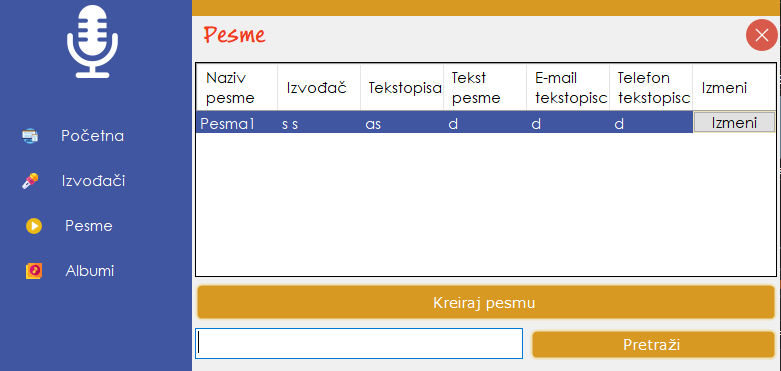 Pesme
Početna
Izvođači
Pesme
Albumi
Naziv pesme
Izvođač
Tekstopisa
Tekst pesme
E-mail tekstopisc
Telefon tekstopisc
Izmeni
Pesma1 s s as d d d Izmeni
Kreiraj pesmu
Pretraži